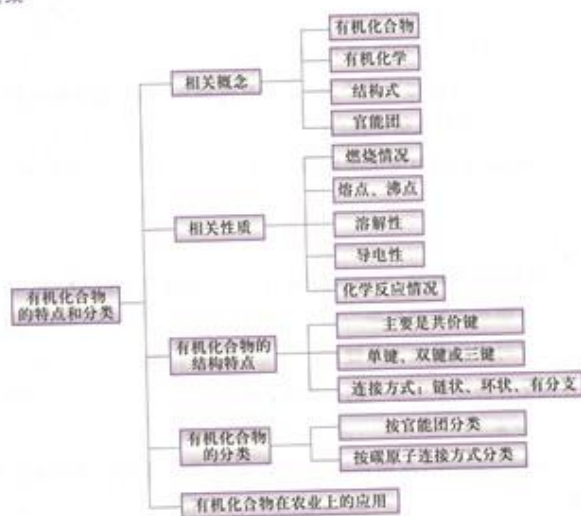 有机化合物
有机化学
相关概念
结构式
官能团
燃烧情况
熔点、沸点
相关性质
溶解性
导电性
化学反应情况
有机化合物
的特点和分类
主要是共价键
有机化合物的
结构特点
单键、双键或三键
连接方式：链状、环状、有分支
按官能团分类
有机化合物
的分类
按碳原子连接方式分类
有机化合物在农业上的应用